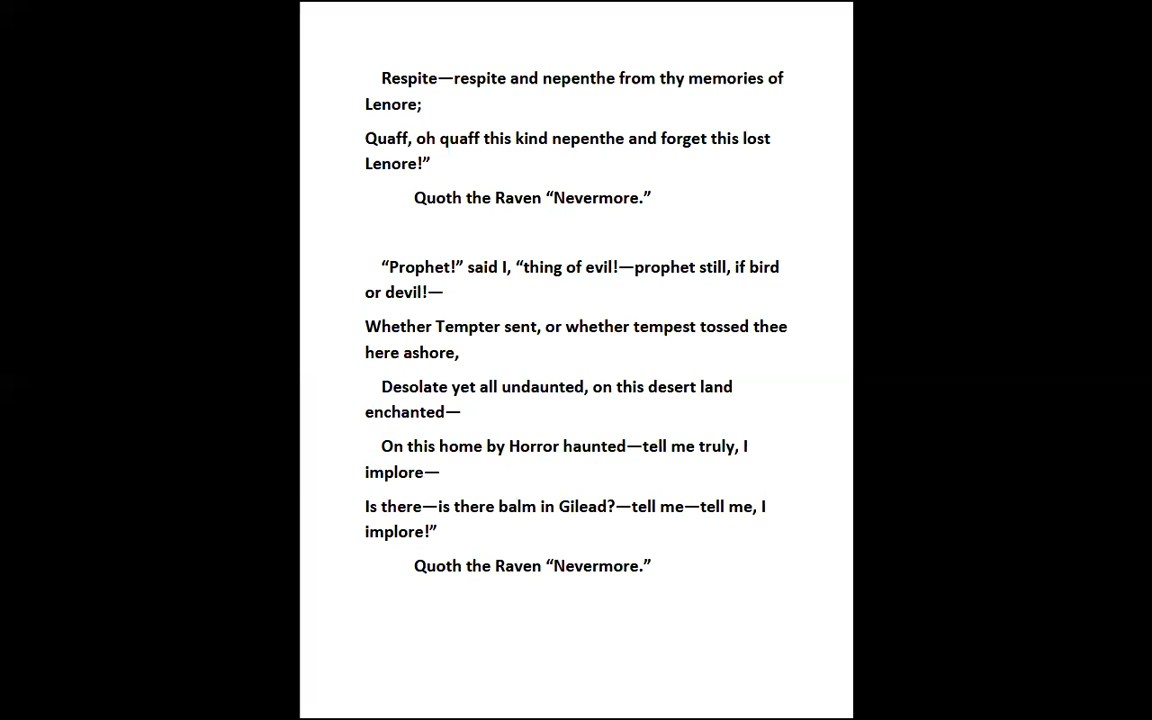 Respite—respite and nepenthe from thy memories of
Lenore;
Quaff, oh quaff this kind nepenthe and forget this lost
Lenore!”
Quoth the Raven “Nevermore.”
“Prophet!” said I, “thing of evil!—prophet still, if bird
or devil!—
Whether Tempter sent, or whether tempest tossed thee
here ashore,
Desolate yet all undaunted, on this desert land
enchanted—
On this home by Horror haunted—tell me truly, I
implore—
Is there—is there balm in Gilead?—tell me—tell me, I
implore!”
Quoth the Raven “Nevermore.”